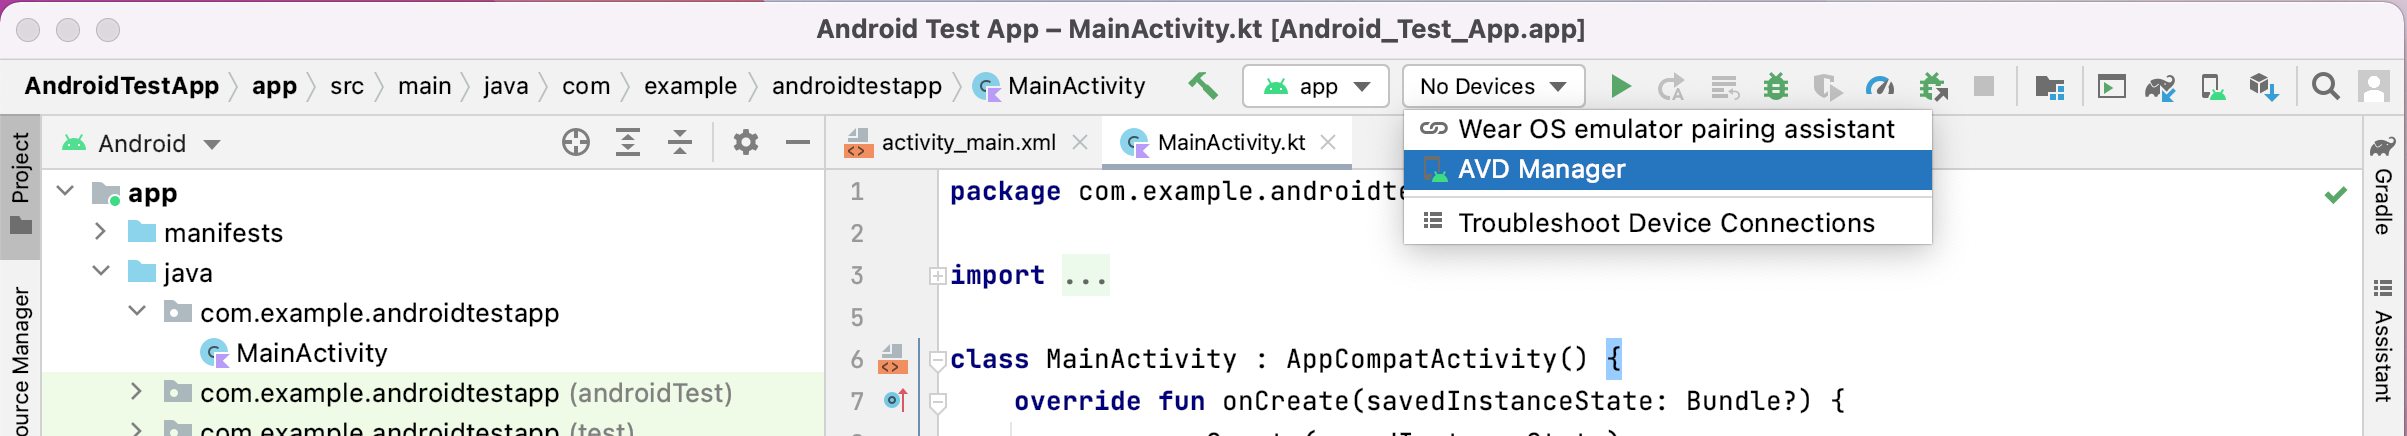 Android Test App – MainActivity.kt [Android_Test_App.app]
AndroidTestApp app src main java com example androidtestapp MainActivity app No Devices
Wear OS emulator pairing assistant
AVD Manager
Troubleshoot Device Connections
Project
Android
app
manifests
java
com.example.androidtestapp
MainActivity
com.example.androidtestapp (androidTest)
com.example.androidtestapp (test)
activity_main.xml MainActivity.kt
1 package com.example.androidte
2
3 import ...
5
6 class MainActivity : AppCompatActivity() {
7 override fun onCreate(savedInstanceState: Bundle?) {
Manager
Gradle
Assistant